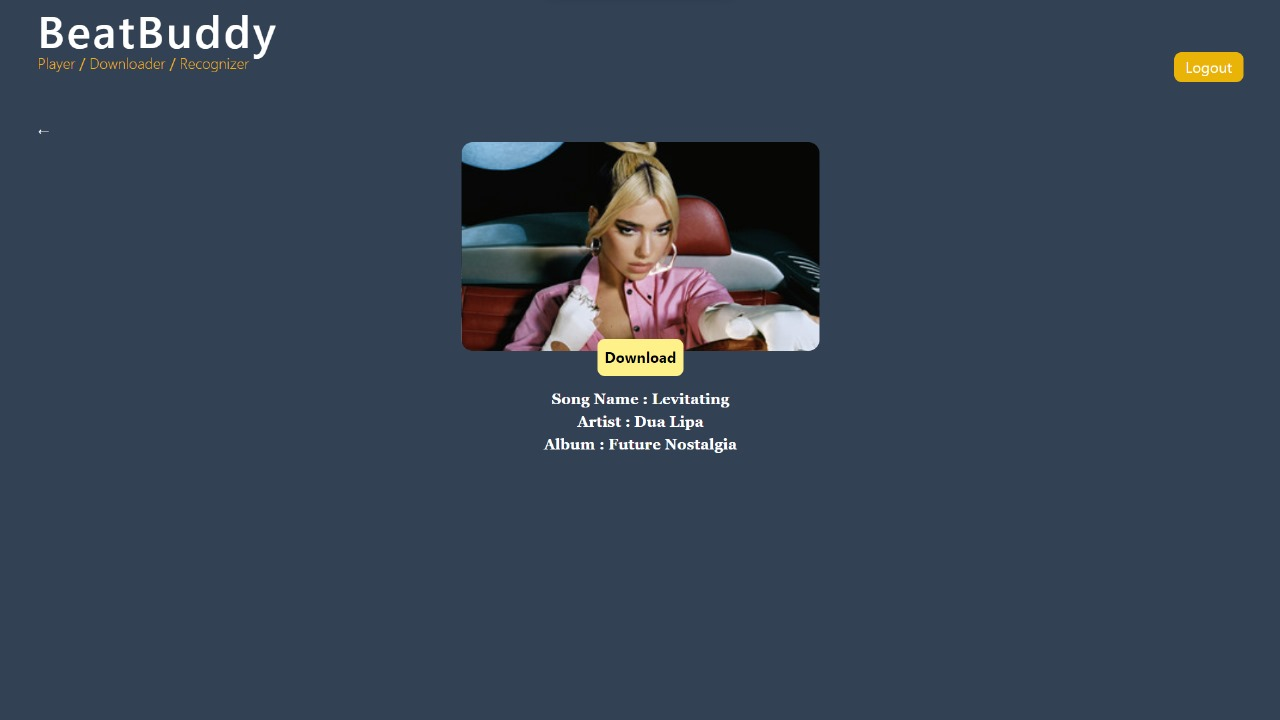 BeatBuddy
Player / Downloader / Recognizer
Logout
←
Download
Song Name : Levitating
Artist : Dua Lipa
Album : Future Nostalgia